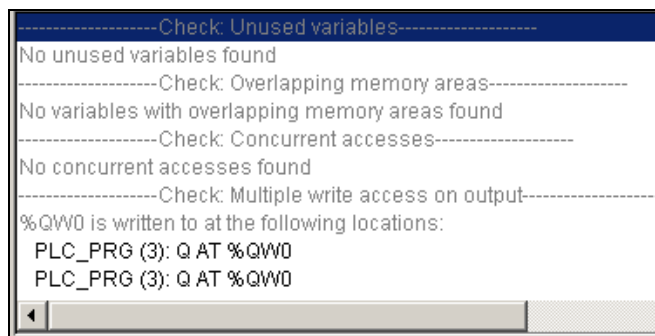 -------------------Check: Unused variables-------------------
No unused variables found
-------------------Check: Overlapping memory areas-------------------
No variables with overlapping memory areas found
-------------------Check: Concurrent accesses-------------------
No concurrent accesses found
-------------------Check: Multiple write access on output-------------------
%QW0 is written to at the following locations:
PLC_PRG (3): Q AT %QW0
PLC_PRG (3): Q AT %QW0